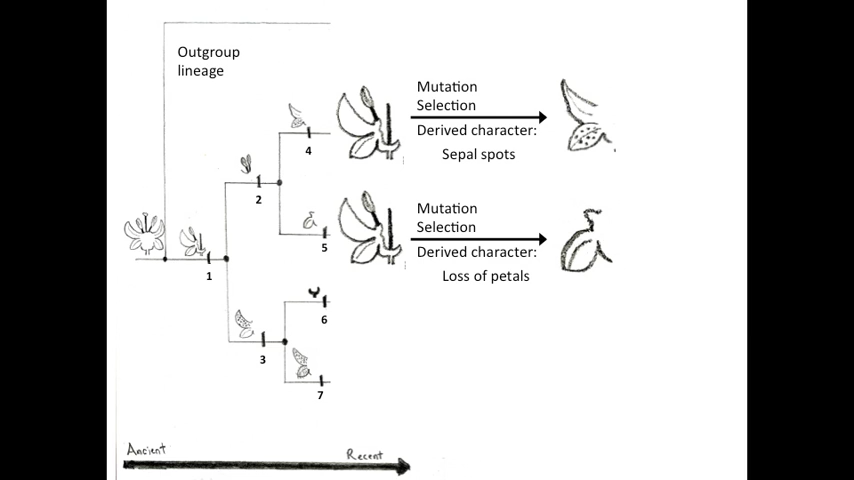 Outgroup
lineage
Mutation
Selection
Derived character:
Sepal spots
4
2
Mutation
Selection
Derived character:
Loss of petals
5
1
6
3
7
Ancient
Recent